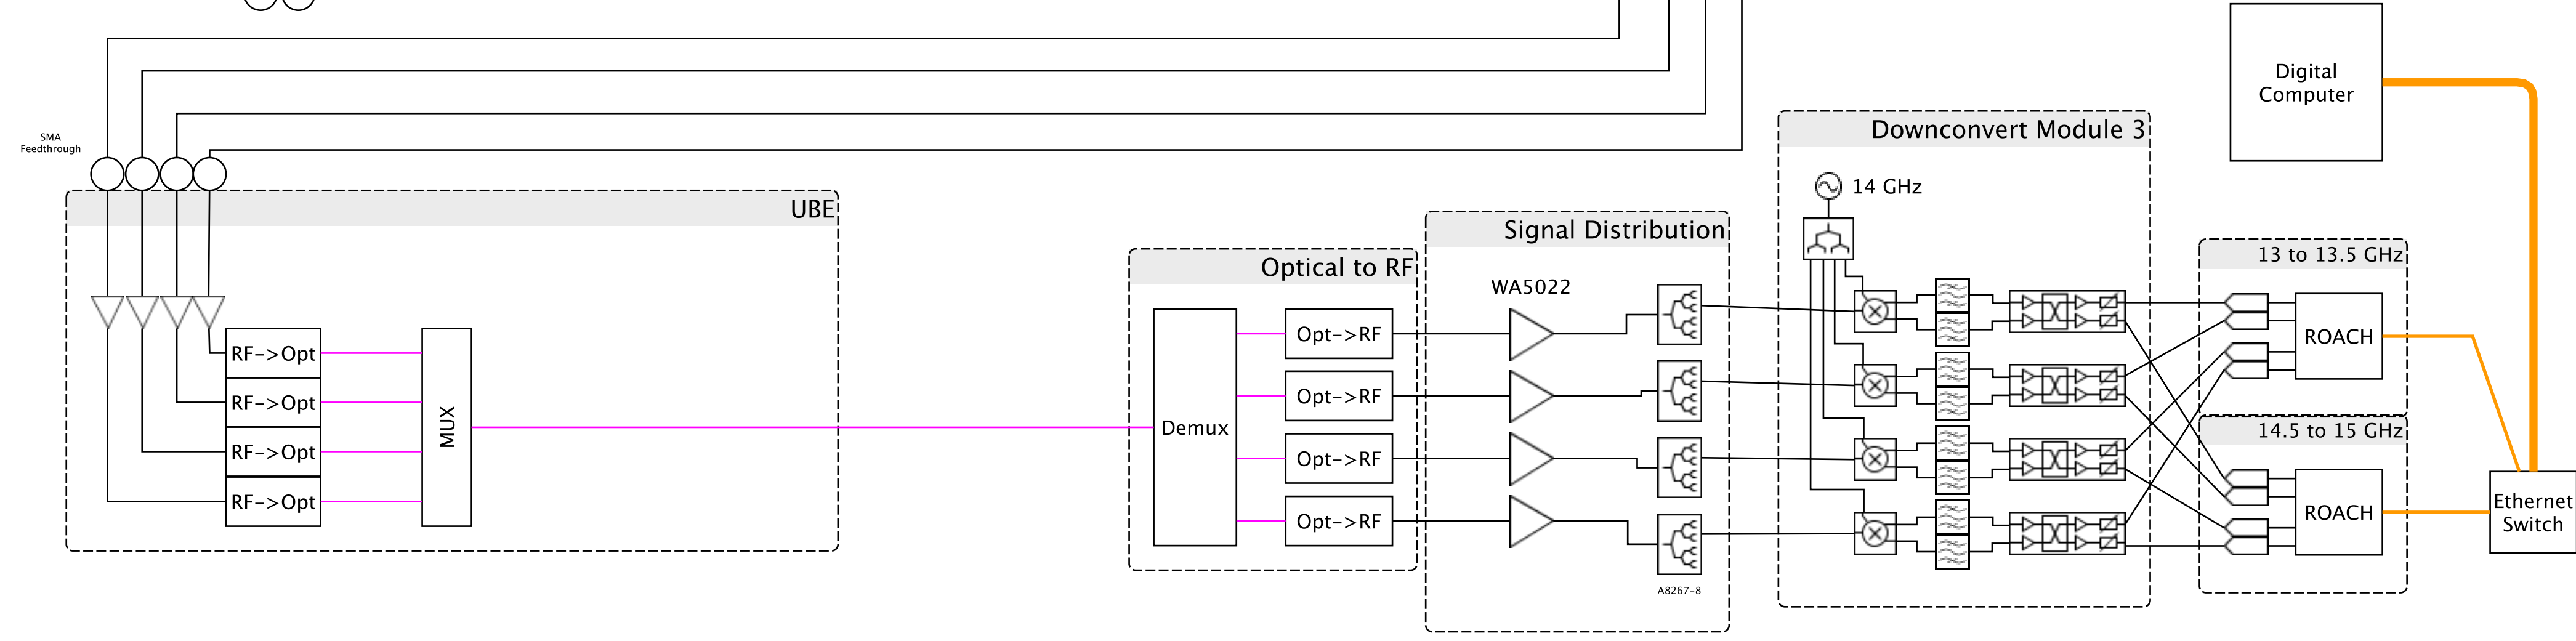 Digital
Computer
Downconvert Module 3
SMA
Feedthrough
14 GHz
UBE
Signal Distribution
13 to 13.5 GHz
Optical to RF
WA5022
Opt->RF
ROACH
RF->Opt
Opt->RF
RF->Opt
MUX
Demux
14.5 to 15 GHz
RF->Opt
Opt->RF
RF->Opt
Opt->RF
ROACH
Ethernet
Switch
A8267-8